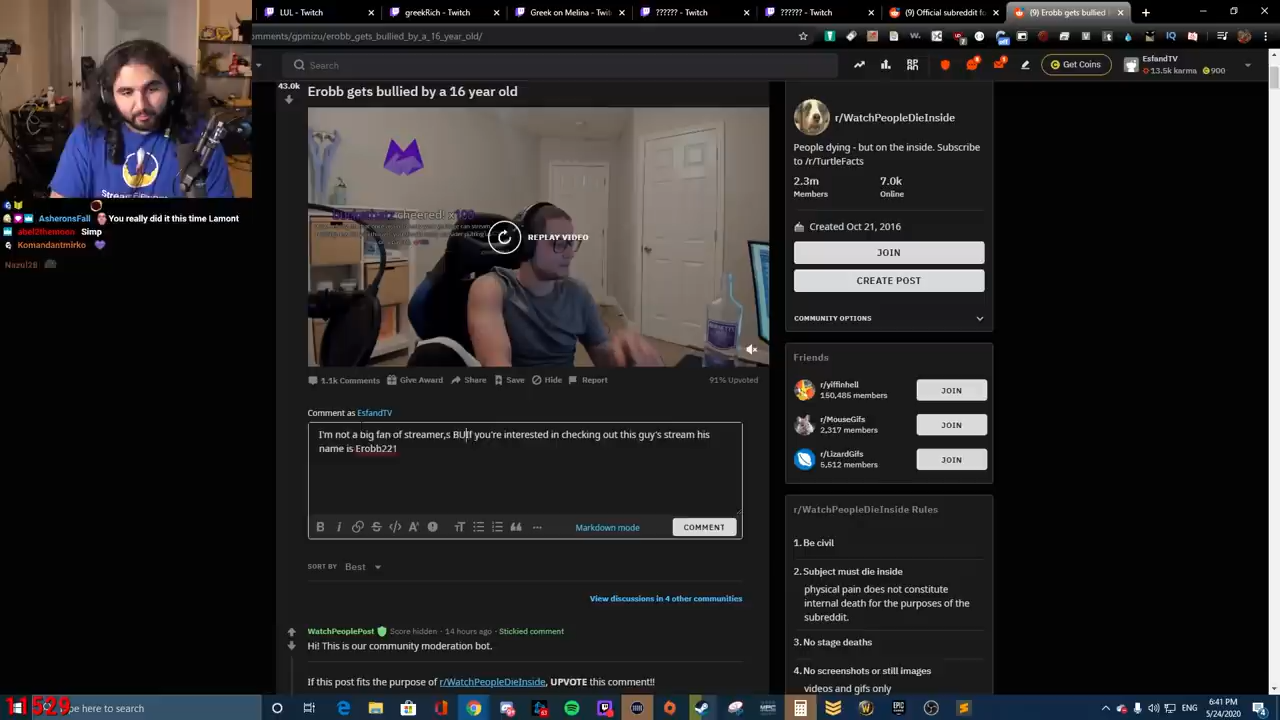 LUL - Twitch
greekRich - Twitch
Greek on Melina - Twitc
?????? - Twitch
?????? - Twitch
(9) Official subreddit fo
(9) Erobb gets bullied
omments/gpmizu/erobb_gets_bullied_by_a_16_year_old/
Search
Get Coins
EsfandTV
13.5k karma
900
43.0k
Erobb gets bullied by a 16 year old
cheered! x
REPLAY VIDEO
1.1k Comments
Give Award
Share
Save
Hide
Report
91% Upvoted
Comment as EsfandTV
I'm not a big fan of streamer,s BUIf you're interested in checking out this guy's stream his
name is Erobb221
Markdown mode
COMMENT
SORT BY Best
View discussions in 4 other communities
WatchPeoplePost Score hidden · 14 hours ago · Stickied comment
Hi! This is our community moderation bot.
If this post fits the purpose of r/WatchPeopleDieInside, UPVOTE this comment!!
r/WatchPeopleDieInside
People dying - but on the inside. Subscribe
to /r/TurtleFacts
2.3m
7.0k
Members
Online
Created Oct 21, 2016
JOIN
CREATE POST
COMMUNITY OPTIONS
Friends
r/yiffinhell
150,485 members
JOIN
r/MouseGifs
2,317 members
JOIN
r/LizardGifs
5,512 members
JOIN
r/WatchPeopleDieInside Rules
1. Be civil
2. Subject must die inside
physical pain does not constitute
internal death for the purposes of the
subreddit.
3. No stage deaths
4. No screenshots or still images
videos and gifs only
AsheronsFall You really did it this time Lamont
abel2themoon Simp
Komandantmirko
Nazul28
11529
pe here to search
ENG
6:41 PM
5/24/2020